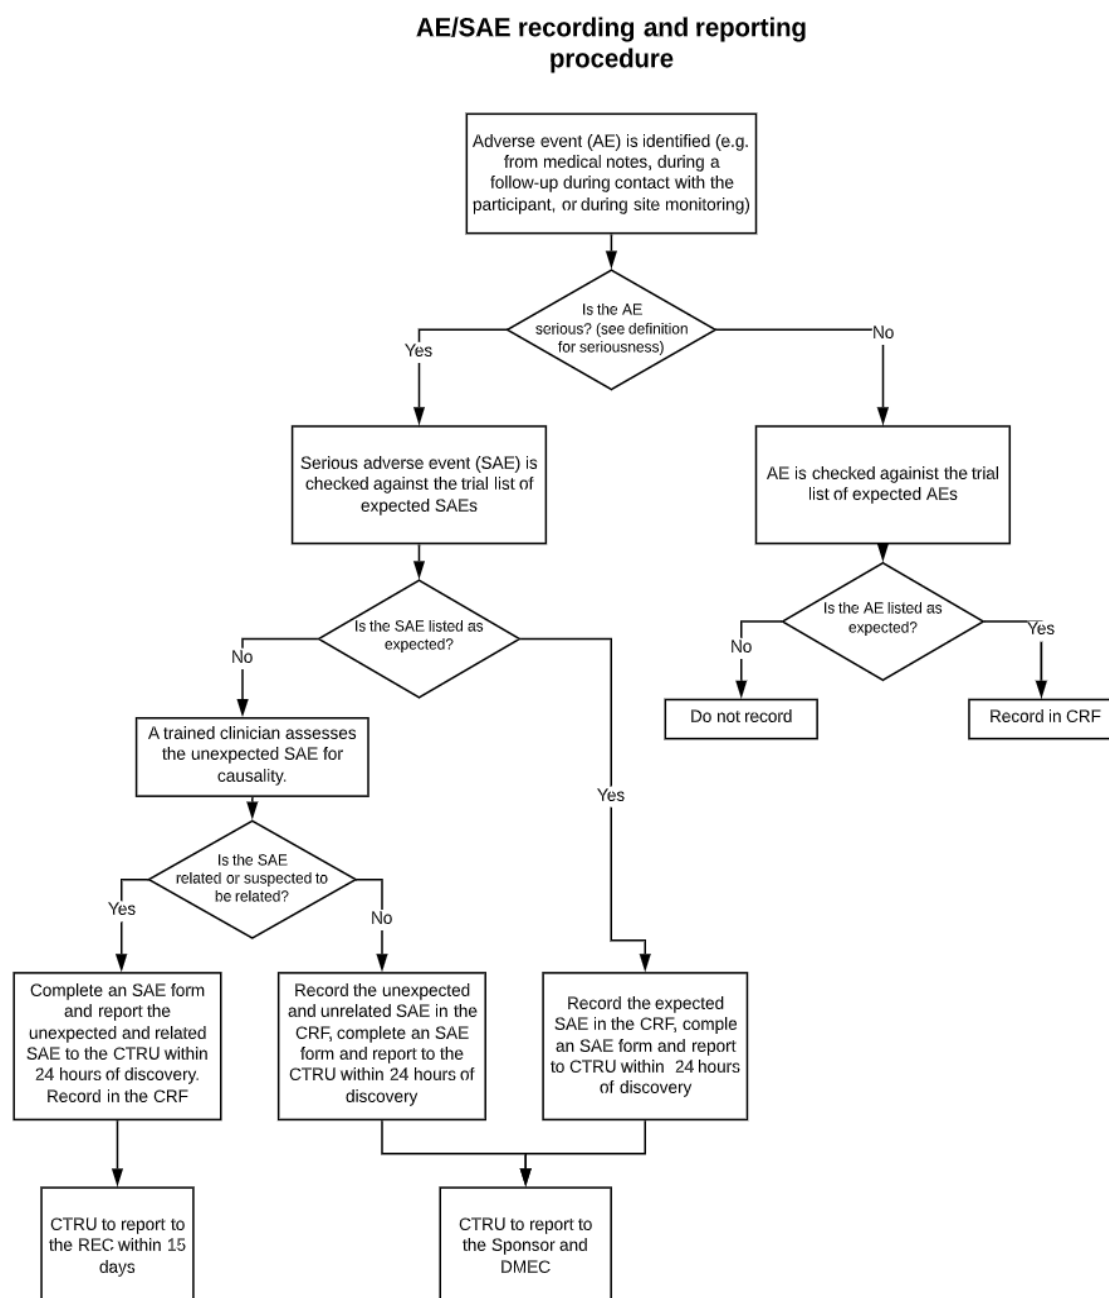 AE/SAE recording and reporting
procedure
Adverse event (AE) is identified (e.g.
from medical notes, during a
follow-up during contact with the
participant, or during site monitoring)
Is the AE
serious? (see definition
for seriousness)
Yes
No
Serious adverse event (SAE) is
checked against the trial list of
expected SAEs
AE is checked againist the trial
list of expected AEs
Is the SAE listed as
expected?
Is the AE listed as
expected?
No
Yes
No
Yes
Do not record
Record in CRF
A trained clinician assesses
the unexpected SAE for
causality.
Is the SAE
related or suspected to
be related?
Yes
No
Complete an SAE form
and report the
unexpected and related
SAE to the CTRU within
24 hours of discovery.
Record in the CRF
Record the unexpected
and unrelated SAE in the
CRF, complete an SAE
form and report to the
CTRU within 24 hours of
discovery
Record the expected
SAE in the CRF, comple
an SAE form and report
to CTRU within 24 hours
of discovery
CTRU to report to
the REC within 15
days
CTRU to report to
the Sponsor and
DMEC